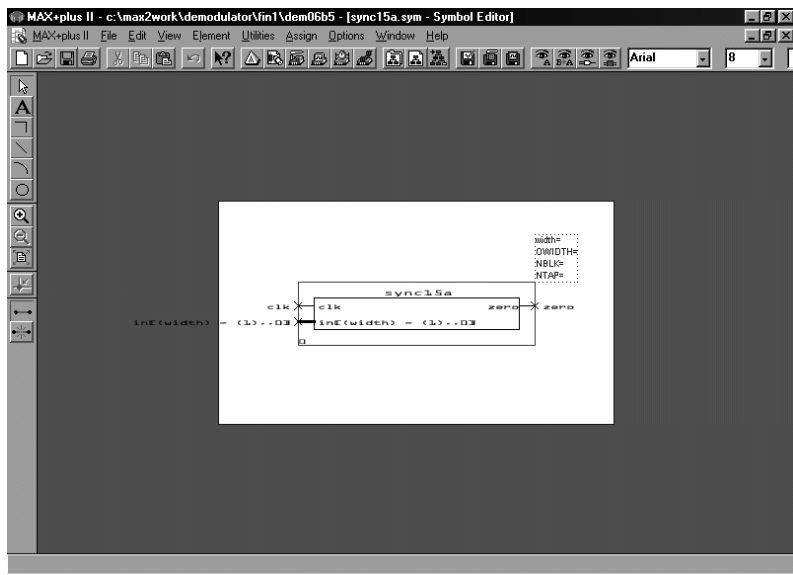 MAX+plus II - c:\max2work\demodulator\fin1\dem06b5 - [sync15a.sym - Symbol Editor]
MAX+plus II File Edit View Element Utilities Assign Options Window Help
Arial 8
A B>A
A
width=
OWIDTH=
NBLK=
NTAP=
sync15a
clk clk zero zero
in[(width) - (1)..0] in[(width) - (1)..0]